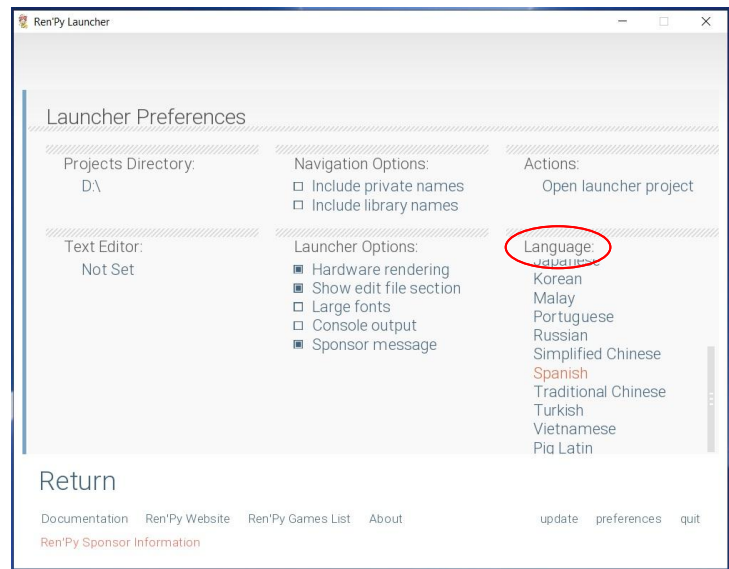 Ren'Py Launcher
Launcher Preferences
Projects Directory:
D:\
Navigation Options:
Include private names
Include library names
Actions:
Open launcher project
Text Editor:
Not Set
Launcher Options:
Hardware rendering
Show edit file section
Large fonts
Console output
Sponsor message
Language:
Japanese
Korean
Malay
Portuguese
Russian
Simplified Chinese
Spanish
Traditional Chinese
Turkish
Vietnamese
Pig Latin
Return
Documentation Ren'Py Website Ren'Py Games List About update preferences quit
Ren'Py Sponsor Information